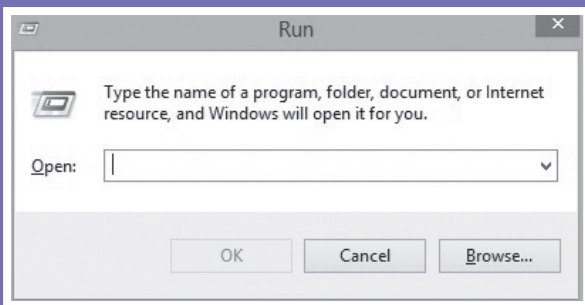 Run
Type the name of a program, folder, document, or Internet
resource, and Windows will open it for you.
Open:
OK Cancel Browse...